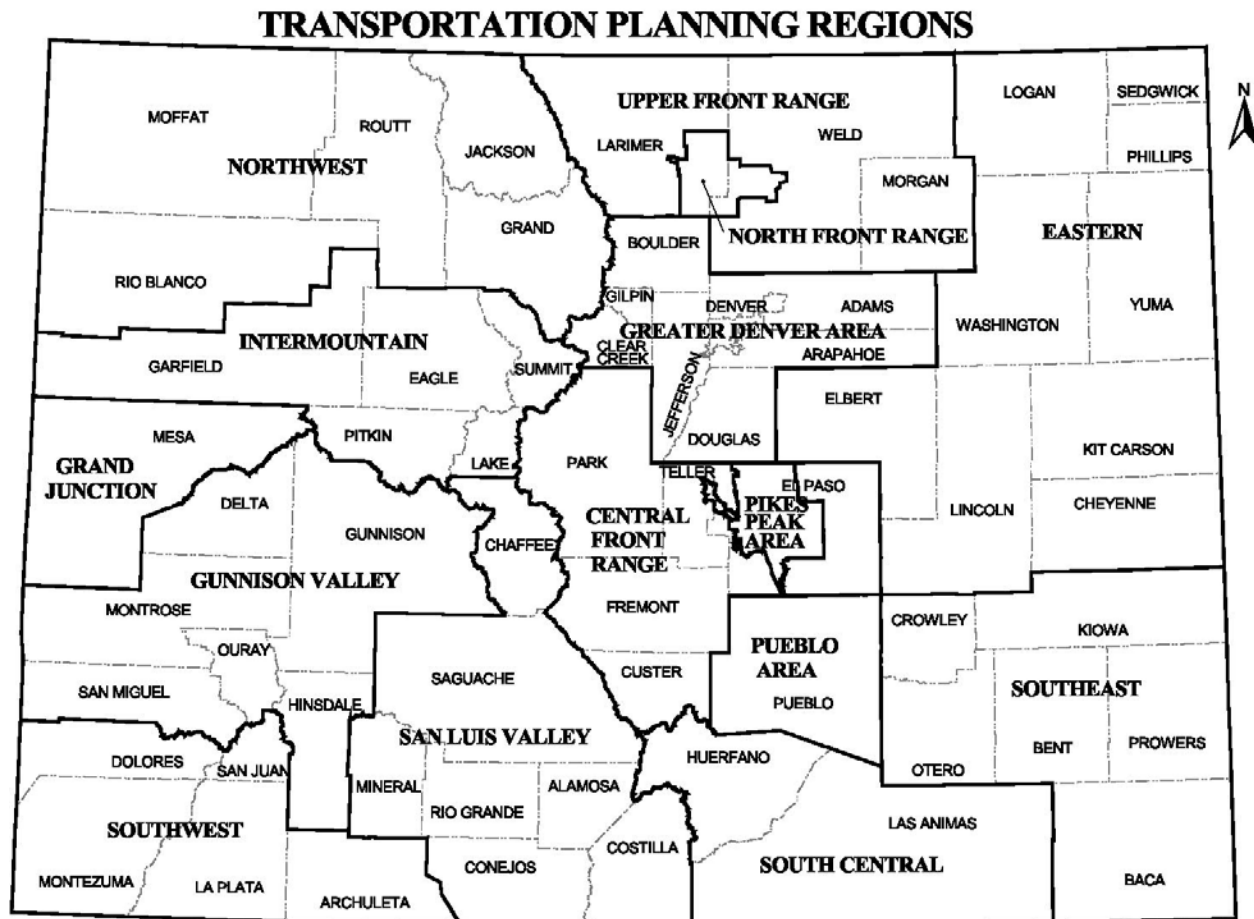 TRANSPORTATION PLANNING REGIONS
N
MOFFAT
ROUTT
JACKSON
NORTHWEST
GRAND
RIO BLANCO
UPPER FRONT RANGE
LARIMER
WELD
MORGAN
NORTH FRONT RANGE
LOGAN
SEDGWICK
PHILLIPS
EASTERN
YUMA
WASHINGTON
ELBERT
KIT CARSON
LINCOLN
CHEYENNE
BOULDER
GILPIN
DENVER
ADAMS
GREATER DENVER AREA
CLEAR
CREEK
ARAPAHOE
JEFFERSON
DOUGLAS
INTERMOUNTAIN
GARFIELD
EAGLE
SUMMIT
PITKIN
LAKE
MESA
GRAND
JUNCTION
DELTA
GUNNISON
GUNNISON VALLEY
MONTROSE
OURAY
SAN MIGUEL
HINSDALE
PARK
TELLER
EL PASO
PIKES
PEAK
AREA
CENTRAL
FRONT
RANGE
FREMONT
CUSTER
CHAFFEE
SAGUACHE
SAN LUIS VALLEY
MINERAL
RIO GRANDE
ALAMOSA
CONEJOS
COSTILLA
PUEBLO
AREA
PUEBLO
CROWLEY
KIOWA
SOUTHEAST
BENT
PROWERS
OTERO
BACA
HUERFANO
LAS ANIMAS
SOUTH CENTRAL
DOLORES
SAN JUAN
SOUTHWEST
MONTEZUMA
LA PLATA
ARCHULETA